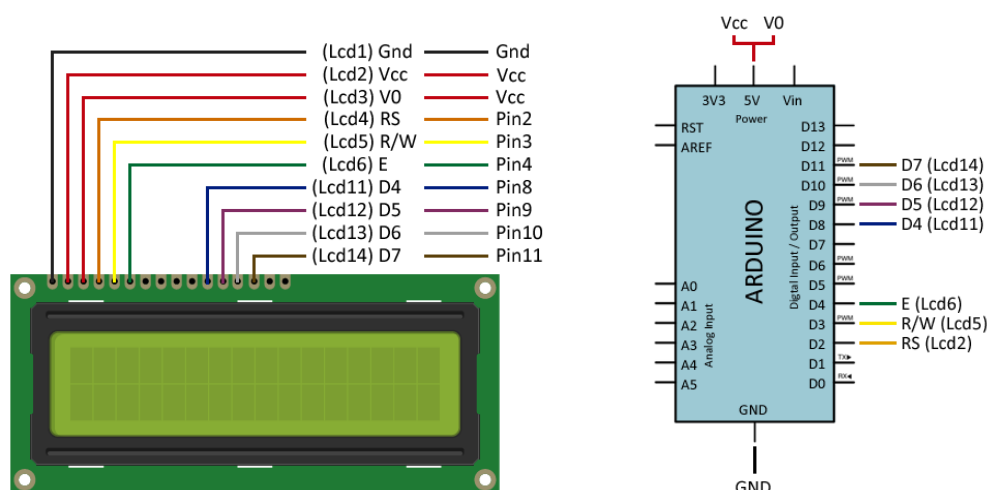 (Lcd1) Gnd Gnd
(Lcd2) Vcc Vcc
(Lcd3) V0 Vcc
(Lcd4) RS Pin2
(Lcd5) R/W Pin3
(Lcd6) E Pin4
(Lcd11) D4 Pin8
(Lcd12) D5 Pin9
(Lcd13) D6 Pin10
(Lcd14) D7 Pin11
Vcc V0
3V3 5V Vin
Power
RST D13
AREF D12
D11 PWM D7 (Lcd14)
D10 PWM D6 (Lcd13)
D9 PWM D5 (Lcd12)
D8 D4 (Lcd11)
D7
D6 PWM
A0 D5 PWM
A1 D4 E (Lcd6)
A2 D3 PWM R/W (Lcd5)
A3 D2 RS (Lcd2)
A4 D1 TX▶
A5 D0 RX◀
ARDUINO
Analog Input
Digtal Input / Output
GND
GND